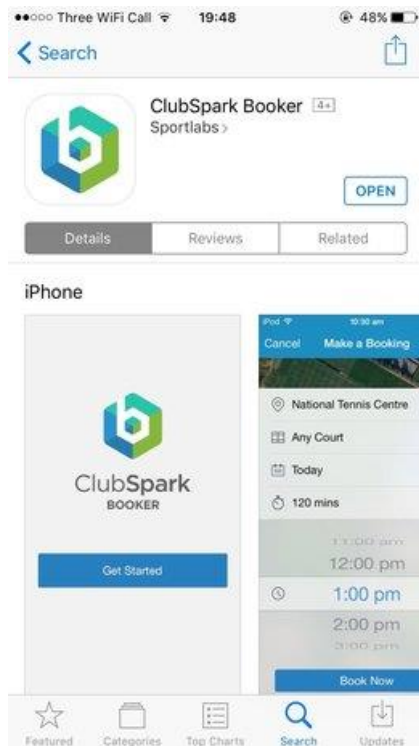 Three WiFi Call 19:48 48%
Search
ClubSpark Booker 4+
Sportlabs >
OPEN
Details Reviews Related
iPhone
ClubSpark
BOOKER
Get Started
iPod 10:30 am
Cancel Make a Booking
National Tennis Centre
Any Court
Today
120 mins
11:00 am
12:00 pm
1:00 pm
2:00 pm
3:00 pm
Book Now
Featured Categories Top Charts Search Updates